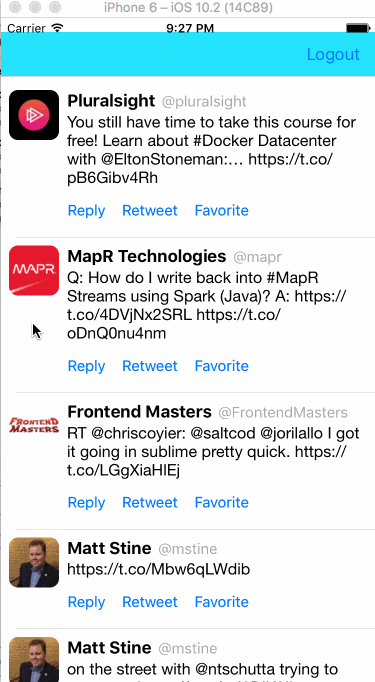 iPhone 6 – iOS 10.2 (14C89)
Carrier 9:27 PM
Logout
Pluralsight @pluralsight
You still have time to take this course for
free! Learn about #Docker Datacenter
with @EltonStoneman:… https://t.co/
pB6Gibv4Rh
Reply Retweet Favorite
MAPR
MapR Technologies @mapr
Q: How do I write back into #MapR
Streams using Spark (Java)? A: https://
t.co/4DVjNx2SRL https://t.co/
oDnQ0nu4nm
Reply Retweet Favorite
FRONTEND
MASTERS
Frontend Masters @FrontendMasters
RT @chriscoyier: @saltcod @jorilallo I got
it going in sublime pretty quick. https://
t.co/LGgXiaHlEj
Reply Retweet Favorite
Matt Stine @mstine
https://t.co/Mbw6qLWdib
Reply Retweet Favorite
Matt Stine @mstine
on the street with @ntschutta trying to